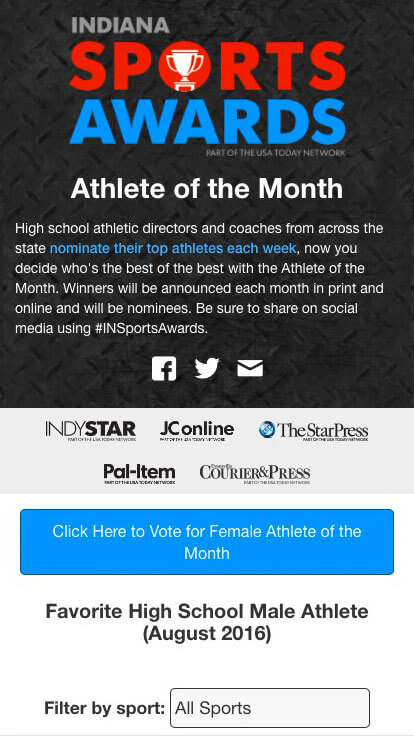 INDIANA
SPORTS
AWARDS
PART OF THE USA TODAY NETWORK
Athlete of the Month
High school athletic directors and coaches from across the
state nominate their top athletes each week, now you
decide who's the best of the best with the Athlete of the
Month. Winners will be announced each month in print and
online and will be nominees. Be sure to share on social
media using #INSportsAwards.
INDYSTAR
PART OF THE USA TODAY NETWORK
JConline
PART OF THE USA TODAY NETWORK
The StarPress
PART OF THE USA TODAY NETWORK
Pal-Item
PART OF THE USA TODAY NETWORK
COURIER&PRESS
PART OF THE USA TODAY NETWORK
Click Here to Vote for Female Athlete of the
Month
Favorite High School Male Athlete
(August 2016)
Filter by sport: All Sports